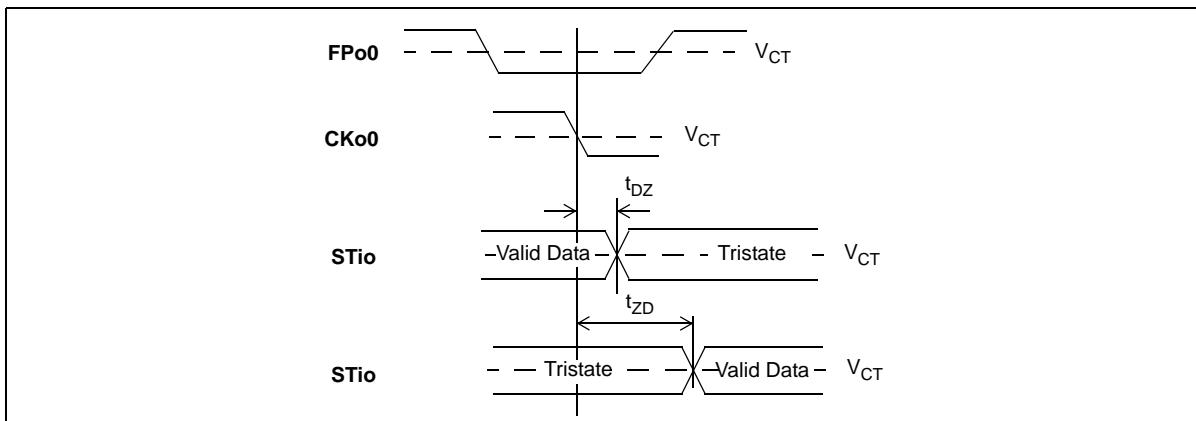 FPo0
V_CT
CKo0
V_CT
t_DZ
STio
Valid Data
Tristate
V_CT
t_ZD
STio
Tristate
Valid Data
V_CT